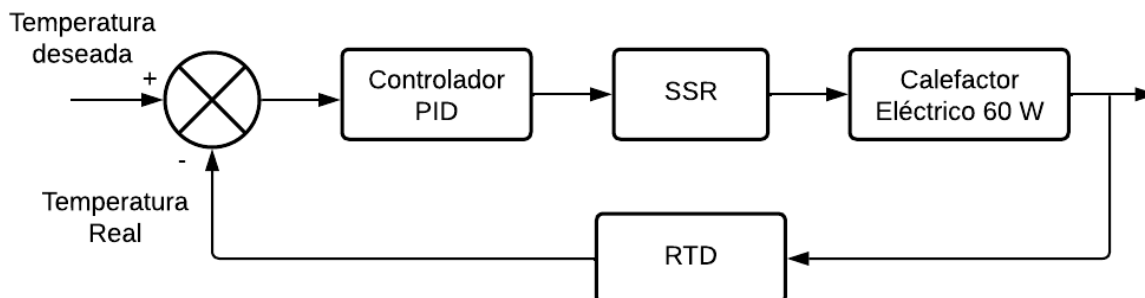 Temperatura
deseada
+
Controlador
PID
SSR
Calefactor
Eléctrico 60 W
-
Temperatura
Real
RTD